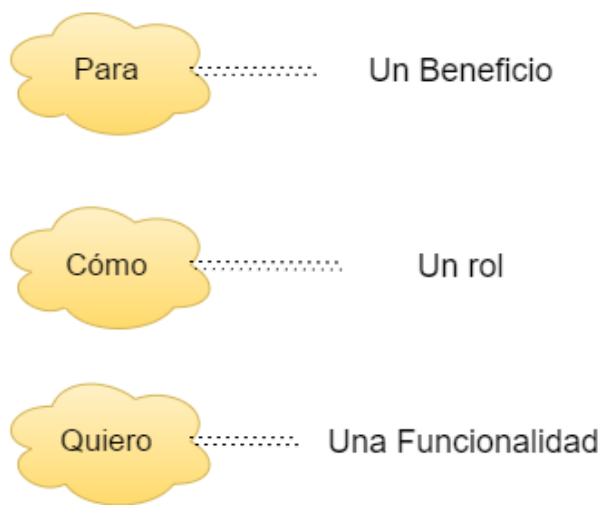 Para Un Beneficio
Cómo Un rol
Quiero Una Funcionalidad